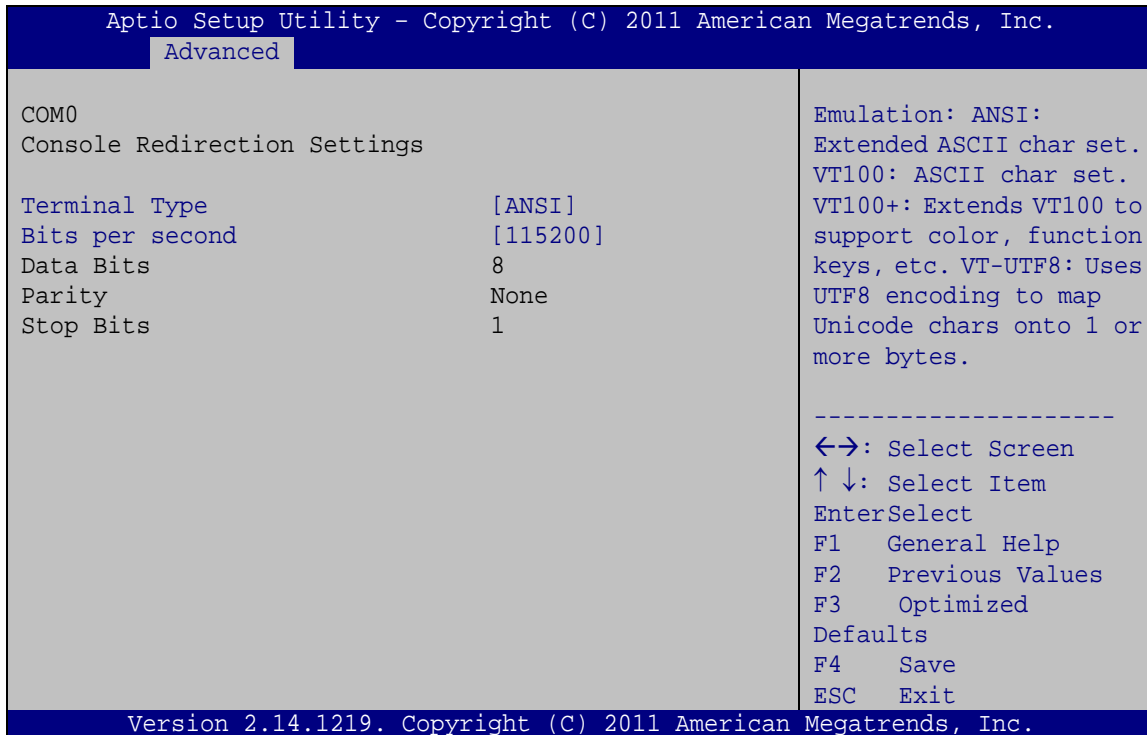 Aptio Setup Utility – Copyright (C) 2011 American Megatrends, Inc.
Advanced
COM0
Console Redirection Settings
Terminal Type [ANSI]
Bits per second [115200]
Data Bits 8
Parity None
Stop Bits 1
Emulation: ANSI:
Extended ASCII char set.
VT100: ASCII char set.
VT100+: Extends VT100 to
support color, function
keys, etc. VT-UTF8: Uses
UTF8 encoding to map
Unicode chars onto 1 or
more bytes.
---------------------
←→: Select Screen
↑ ↓: Select Item
EnterSelect
F1 General Help
F2 Previous Values
F3 Optimized
Defaults
F4 Save
ESC Exit
Version 2.14.1219. Copyright (C) 2011 American Megatrends, Inc.